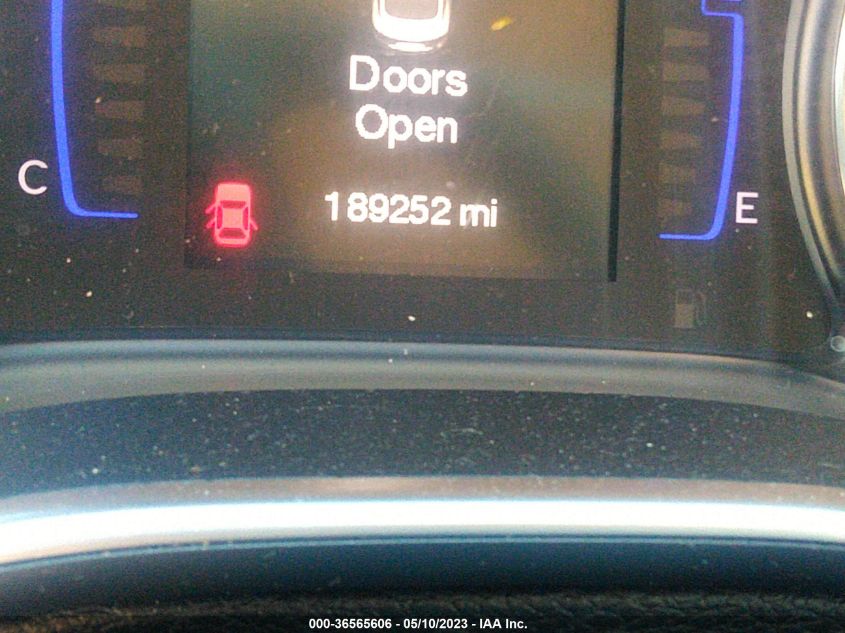 Doors
Open
C
189252 mi
E
000-36565606 - 05/10/2023 - IAA Inc.